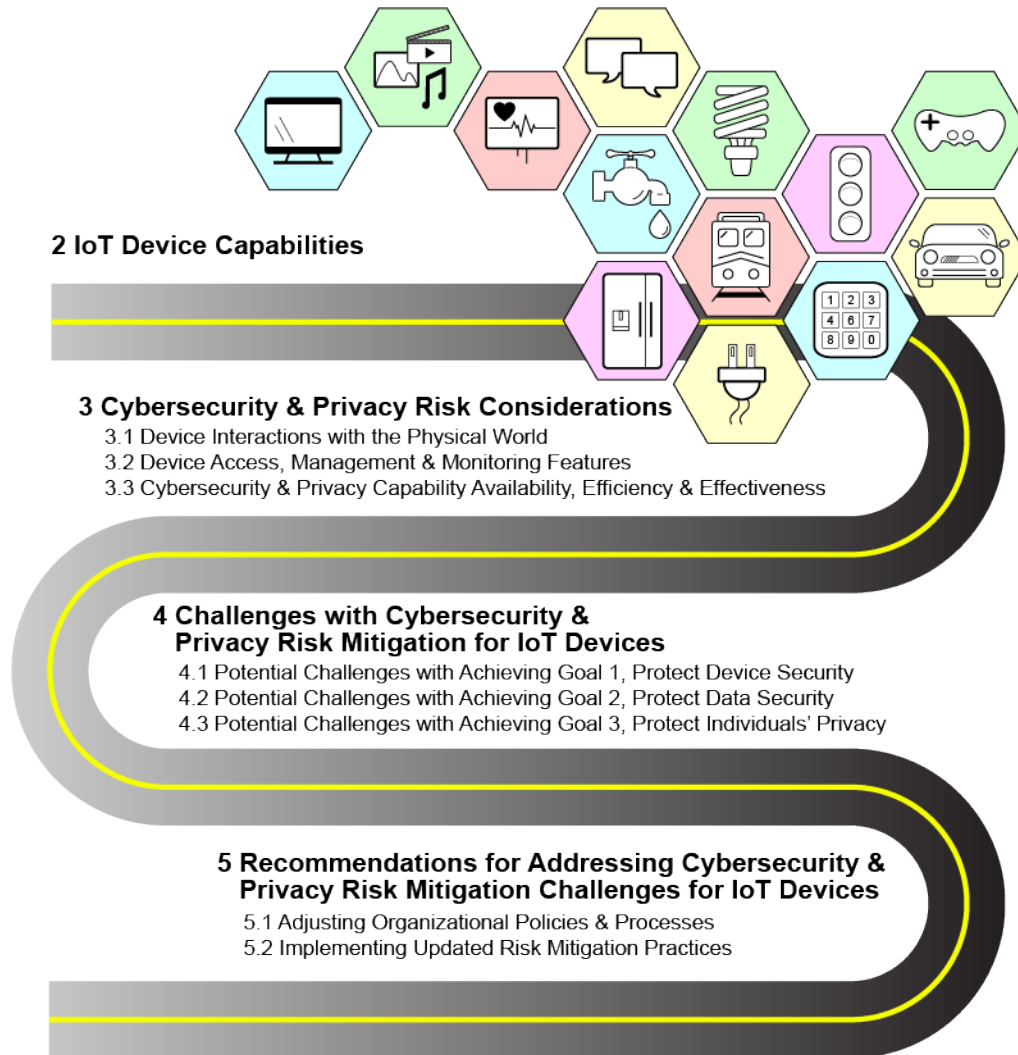 2 IoT Device Capabilities
1 2 3
4 6 7
8 9 0
3 Cybersecurity & Privacy Risk Considerations
3.1 Device Interactions with the Physical World
3.2 Device Access, Management & Monitoring Features
3.3 Cybersecurity & Privacy Capability Availability, Efficiency & Effectiveness
4 Challenges with Cybersecurity &
Privacy Risk Mitigation for IoT Devices
4.1 Potential Challenges with Achieving Goal 1, Protect Device Security
4.2 Potential Challenges with Achieving Goal 2, Protect Data Security
4.3 Potential Challenges with Achieving Goal 3, Protect Individuals’ Privacy
5 Recommendations for Addressing Cybersecurity &
Privacy Risk Mitigation Challenges for IoT Devices
5.1 Adjusting Organizational Policies & Processes
5.2 Implementing Updated Risk Mitigation Practices